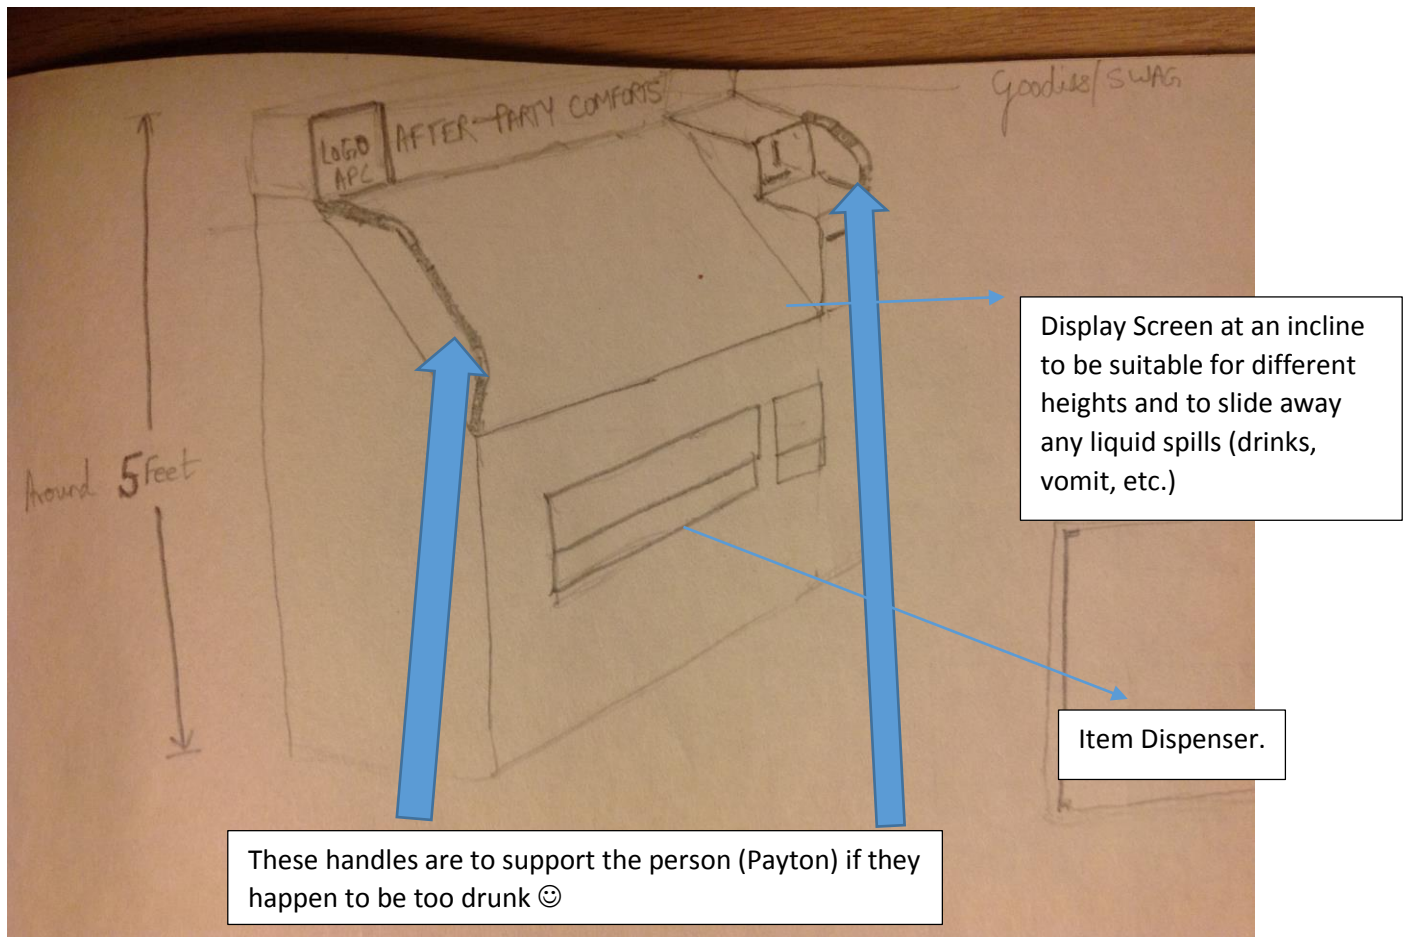 Goodies/SWAG
LOGO
APC
AFTER-PARTY COMFORTS
Around 5 Feet
Display Screen at an incline
to be suitable for different
heights and to slide away
any liquid spills (drinks,
vomit, etc.)
Item Dispenser.
These handles are to support the person (Payton) if they
happen to be too drunk ☺